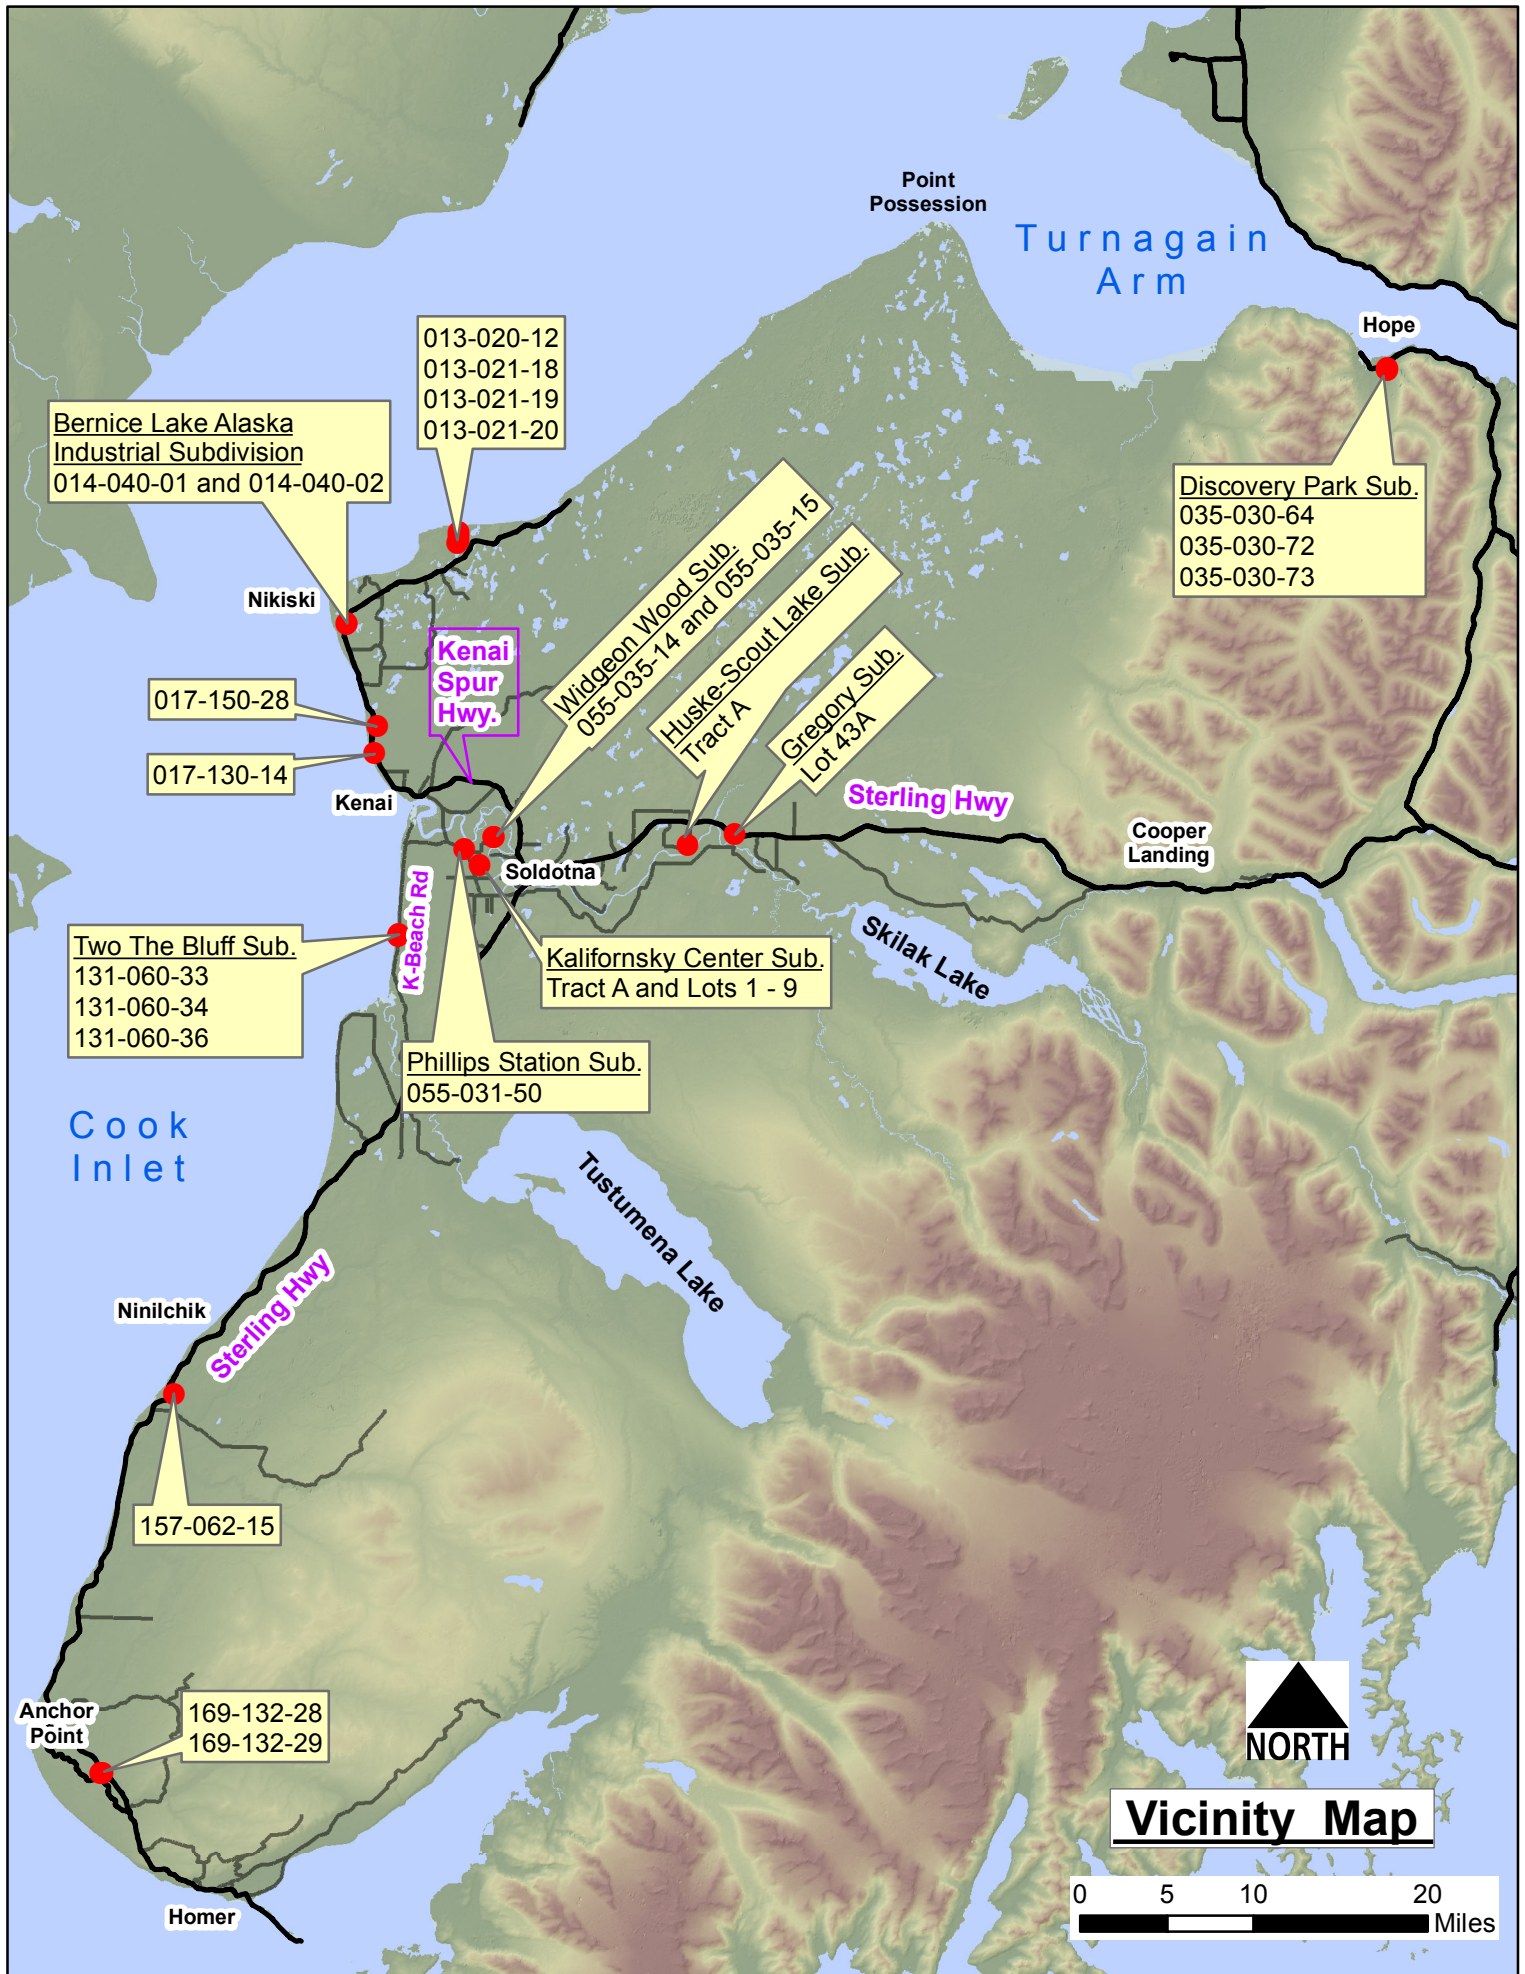 Point
Possession
Turnagain
Arm
Hope
013-020-12
013-021-18
013-021-19
013-021-20
Bernice Lake Alaska
Industrial Subdivision
014-040-01 and 014-040-02
Discovery Park Sub.
035-030-64
035-030-72
035-030-73
Nikiski
Widgeon Wood Sub.
055-035-14 and 055-035-15
Huske-Scout Lake Sub.
Tract A
Gregory Sub.
Lot 43A
Kenai
Spur
Hwy.
017-150-28
017-130-14
Kenai
Sterling Hwy
Cooper
Landing
Soldotna
K-Beach Rd
Skilak Lake
Two The Bluff Sub.
131-060-33
131-060-34
131-060-36
Kalifornsky Center Sub.
Tract A and Lots 1 - 9
Phillips Station Sub.
055-031-50
Cook
Inlet
Tustumena Lake
Ninilchik
Sterling Hwy
157-062-15
Anchor
Point
169-132-28
169-132-29
Homer
NORTH
Vicinity Map
0 5 10 20
Miles